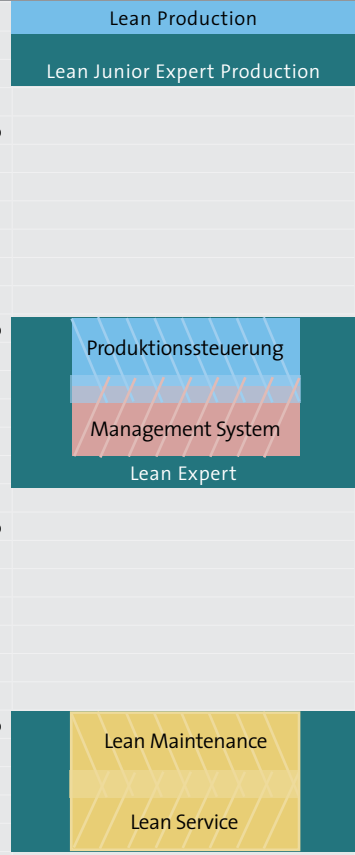 Lean Production
Lean Junior Expert Production
Produktionssteuerung
Management System
Lean Expert
Lean Maintenance
Lean Service